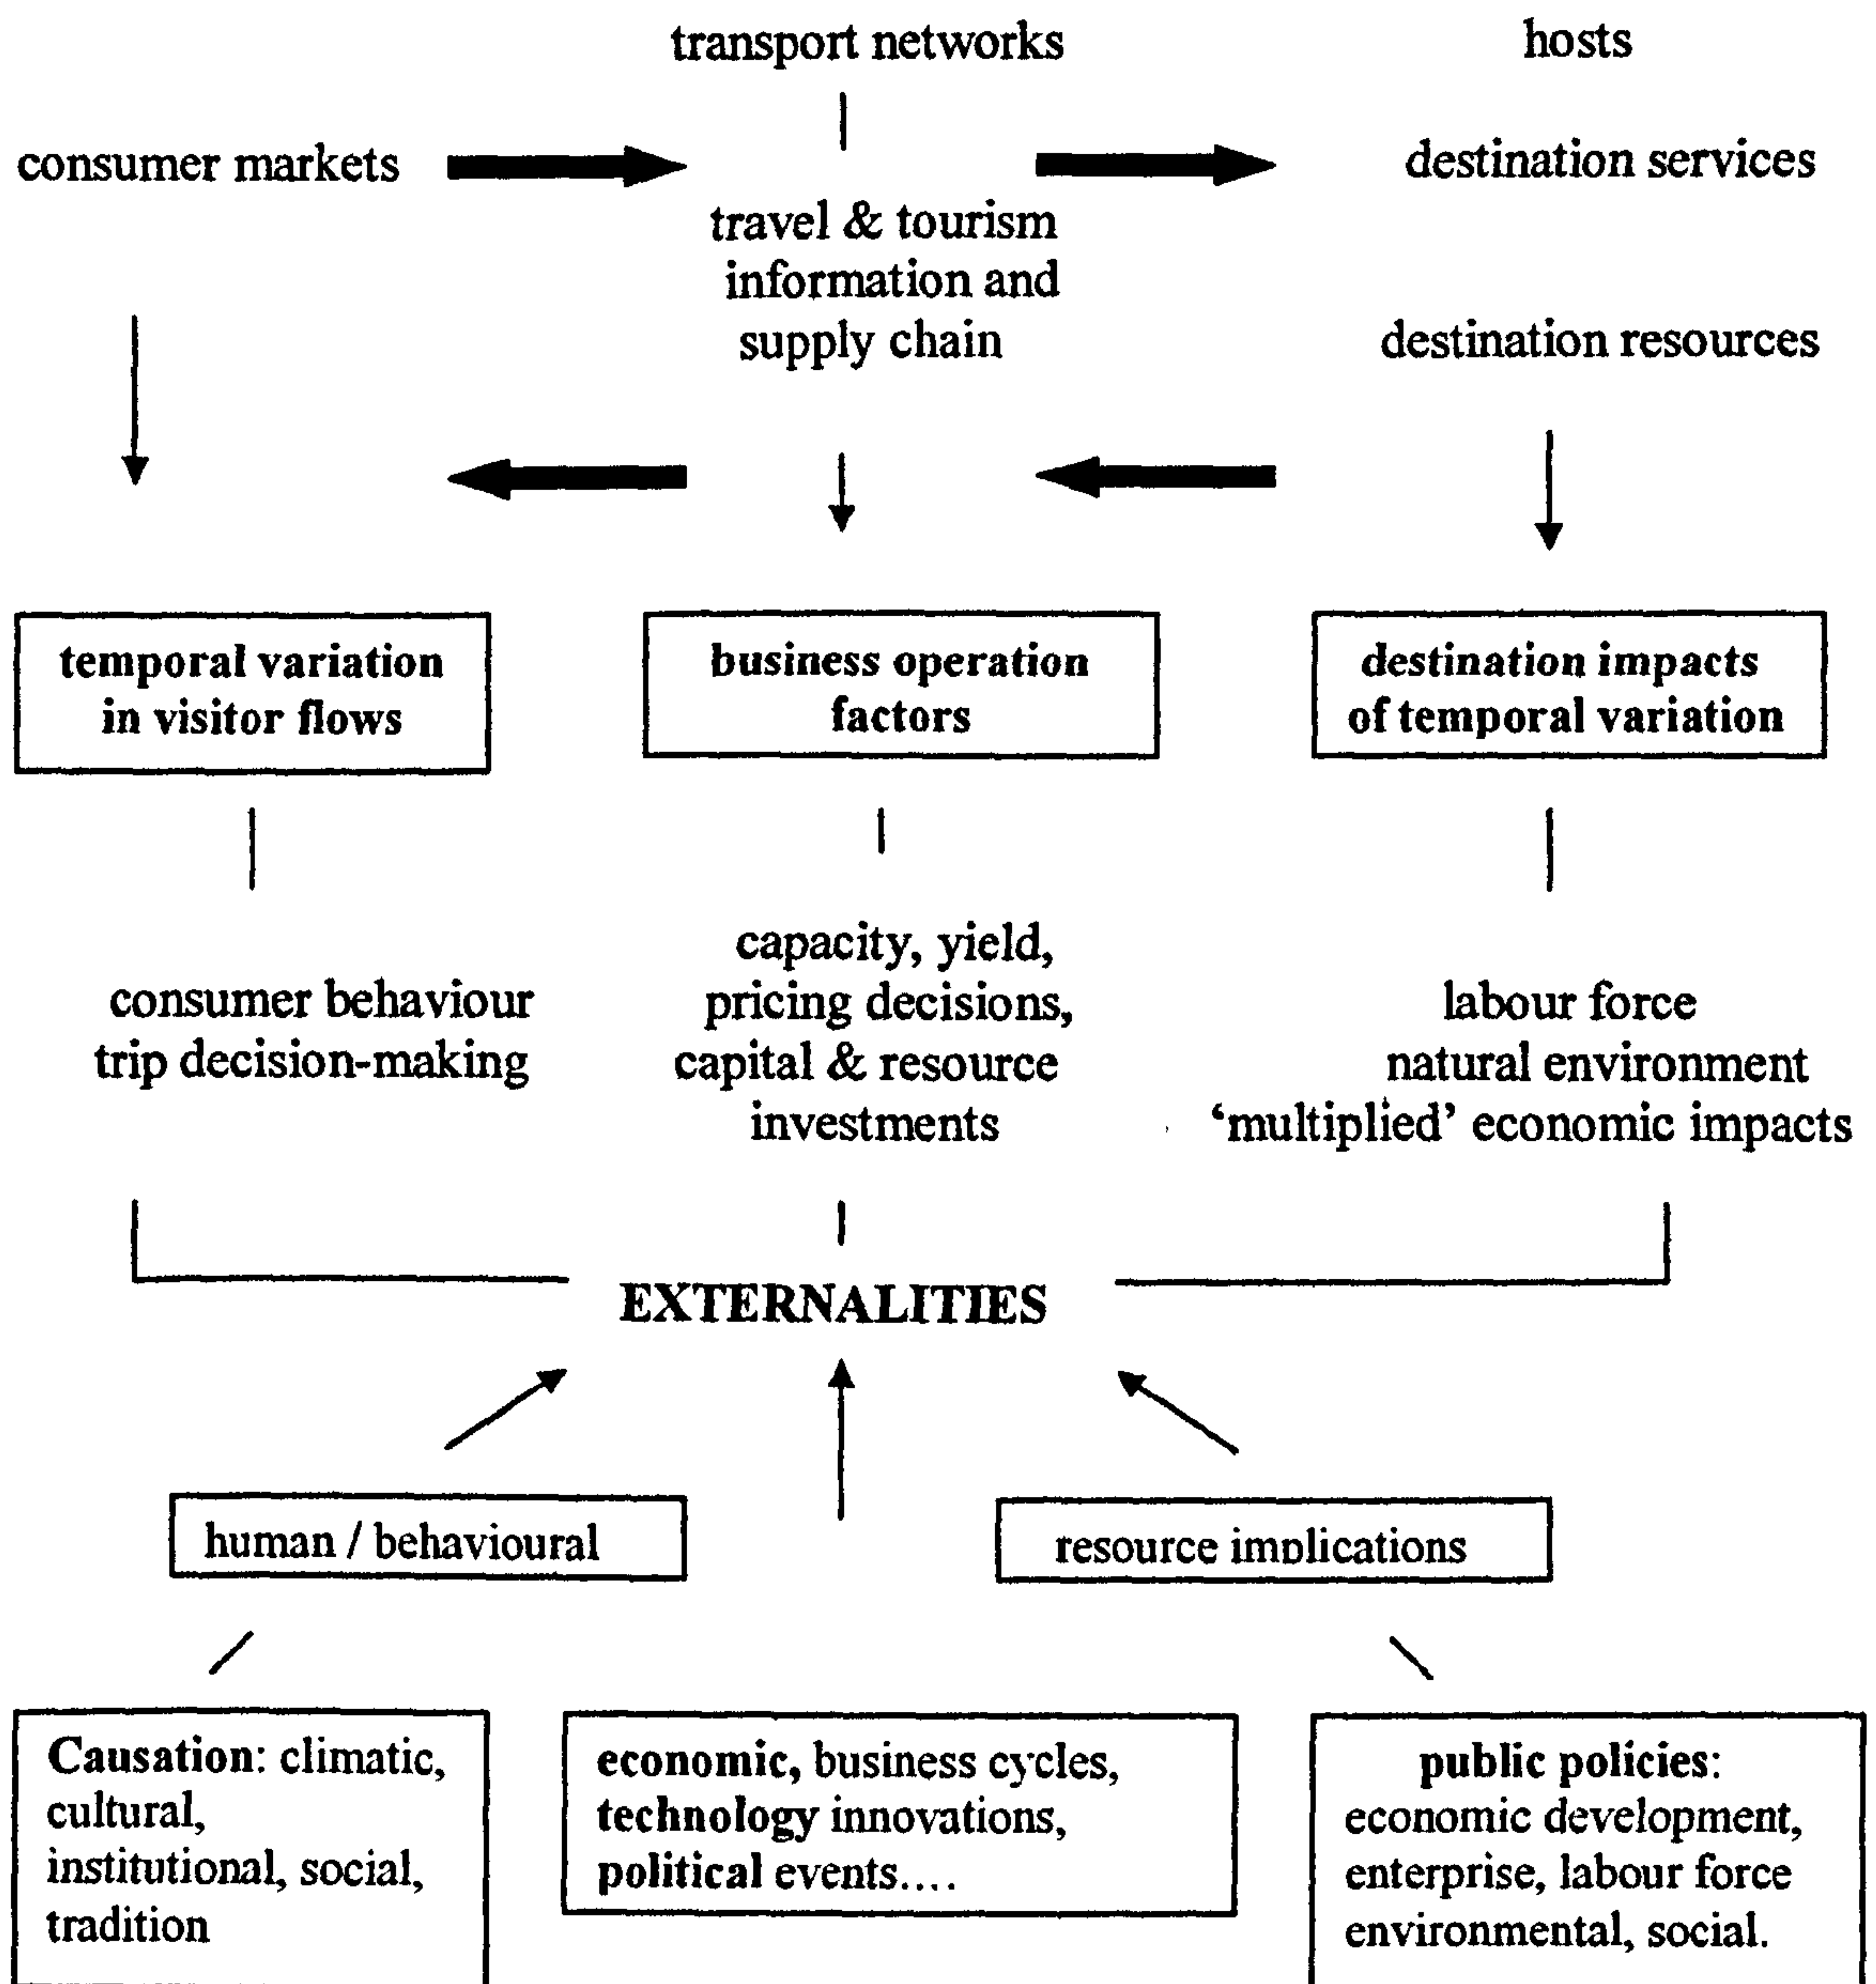 transport networks
hosts
consumer markets
destination services
travel & tourism
information and
supply chain
destination resources
temporal variation
in visitor flows
business operation
factors
destination impacts
of temporal variation
consumer behaviour
trip decision-making
capacity, yield,
pricing decisions,
capital & resource
investments
labour force
natural environment
‘multiplied’ economic impacts
EXTERNALITIES
human / behavioural
resource implications
Causation: climatic,
cultural,
institutional, social,
tradition
economic, business cycles,
technology innovations,
political events....
public policies:
economic development,
enterprise, labour force
environmental, social.